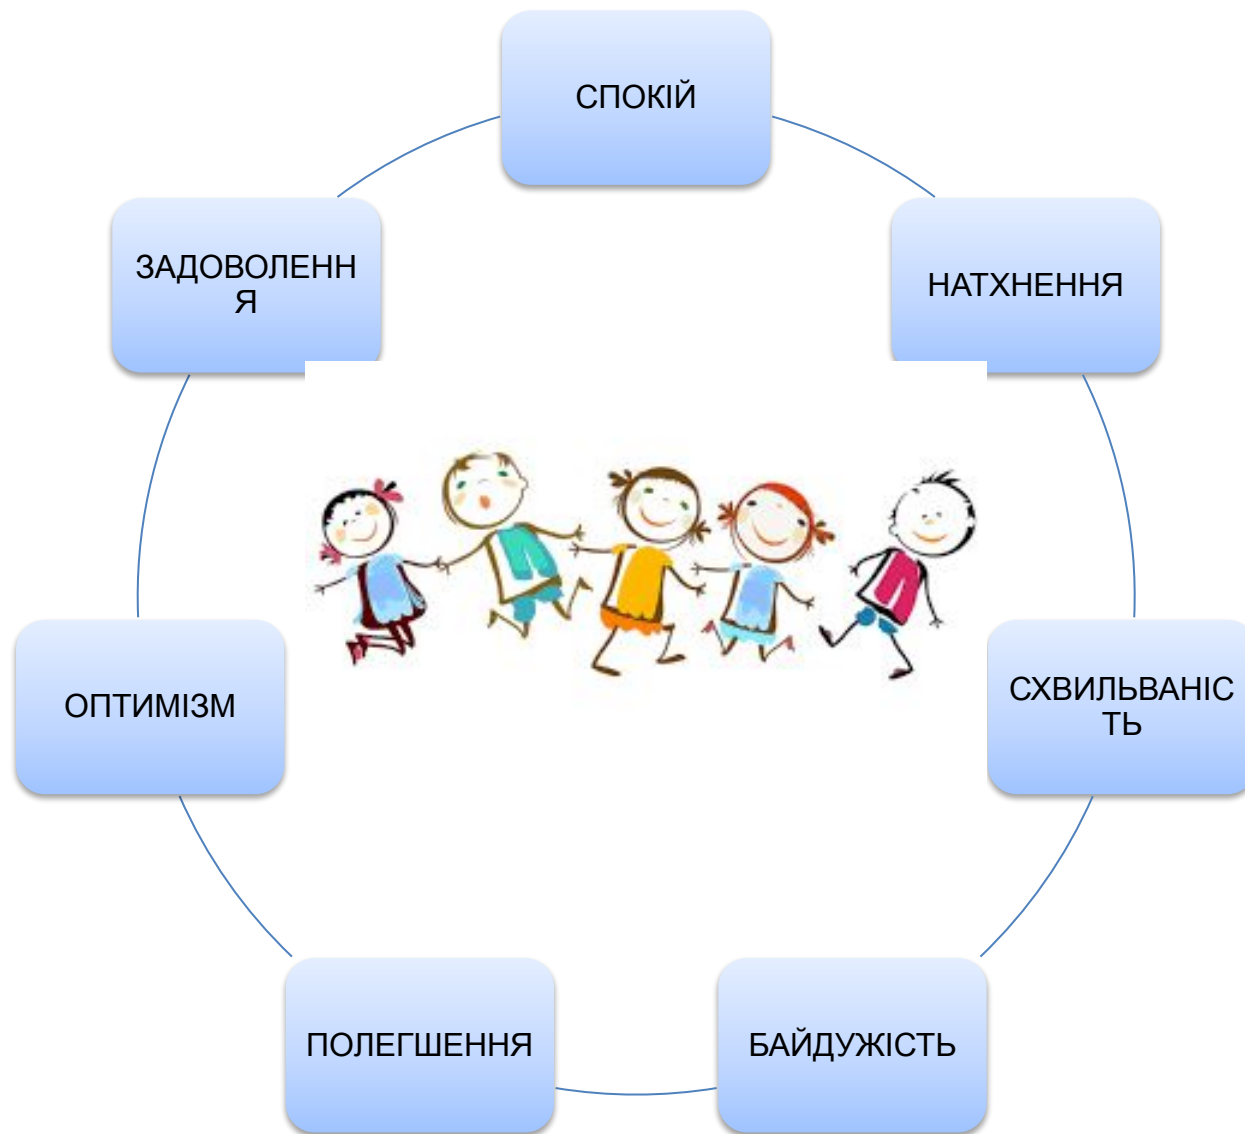 СПОКІЙ
НАТХНЕННЯ
СХВИЛЬВАНІС
ТЬ
БАЙДУЖІСТЬ
ПОЛЕГШЕННЯ
ОПТИМІЗМ
ЗАДОВОЛЕНН
Я